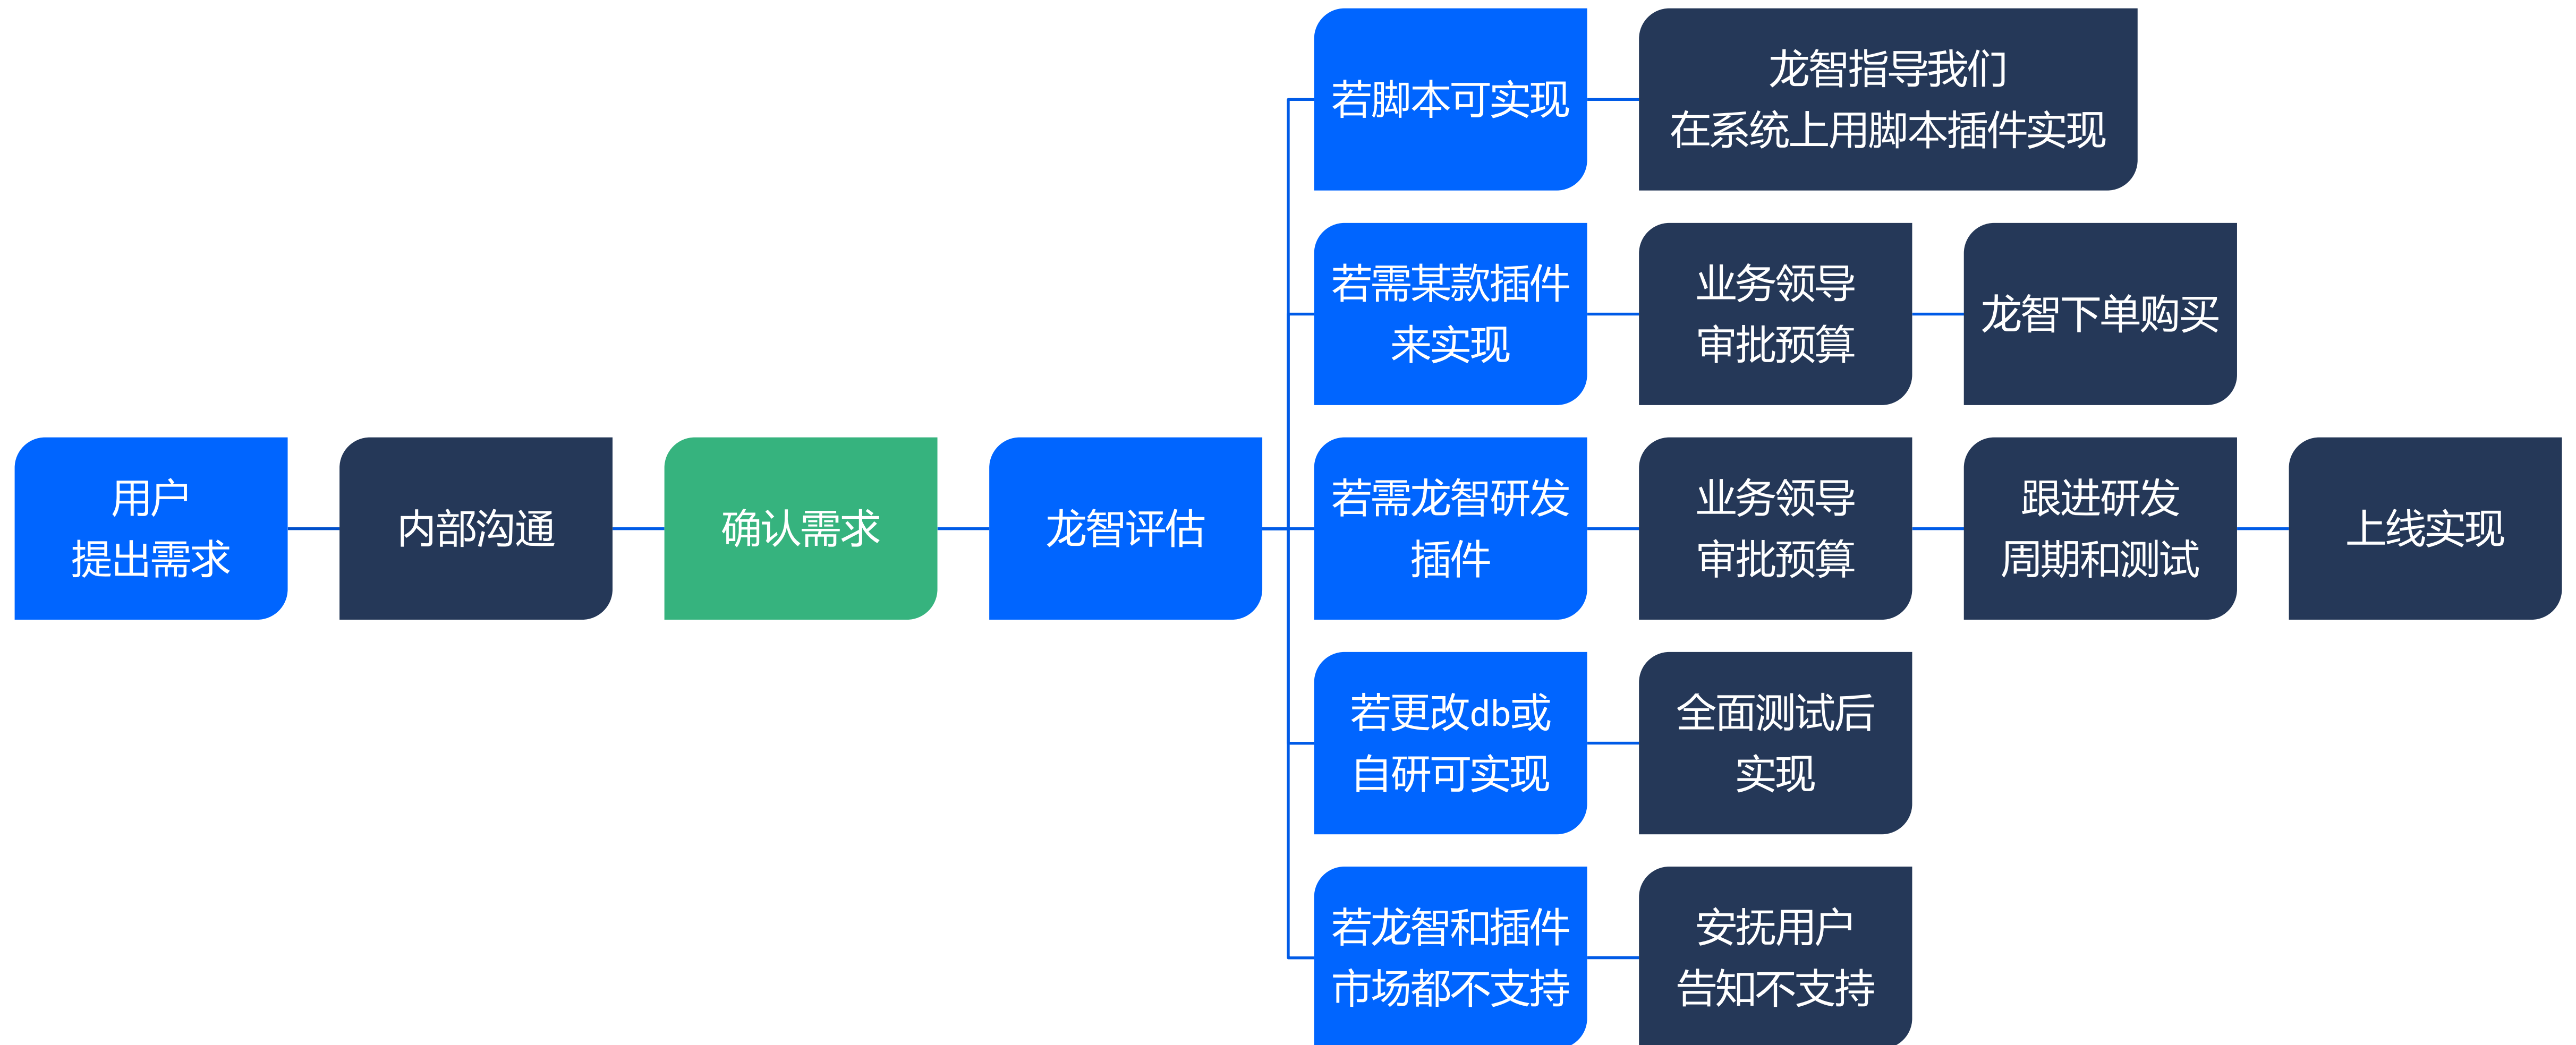 用户
提出需求
内部沟通
确认需求
龙智评估
若脚本可实现
龙智指导我们
在系统上用脚本插件实现
若需某款插件
来实现
业务领导
审批预算
龙智下单购买
若需龙智研发
插件
业务领导
审批预算
跟进研发
周期和测试
上线实现
若更改db或
自研可实现
全面测试后
实现
若龙智和插件
市场都不支持
安抚用户
告知不支持